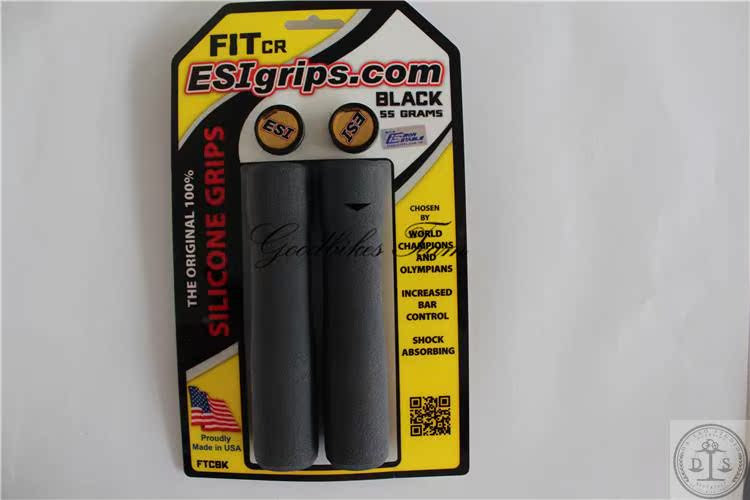 FIT CR
ESIgrips.com
BLACK
55 GRAMS
ESI
ESI
THE ORIGINAL 100%
SILICONE GRIPS
CHOSEN
BY
WORLD
CHAMPIONS
AND
OLYMPIANS
INCREASED
BAR
CONTROL
SHOCK
ABSORBING
Goodbikes Team
Proudly
Made in USA
FTCBK
D S